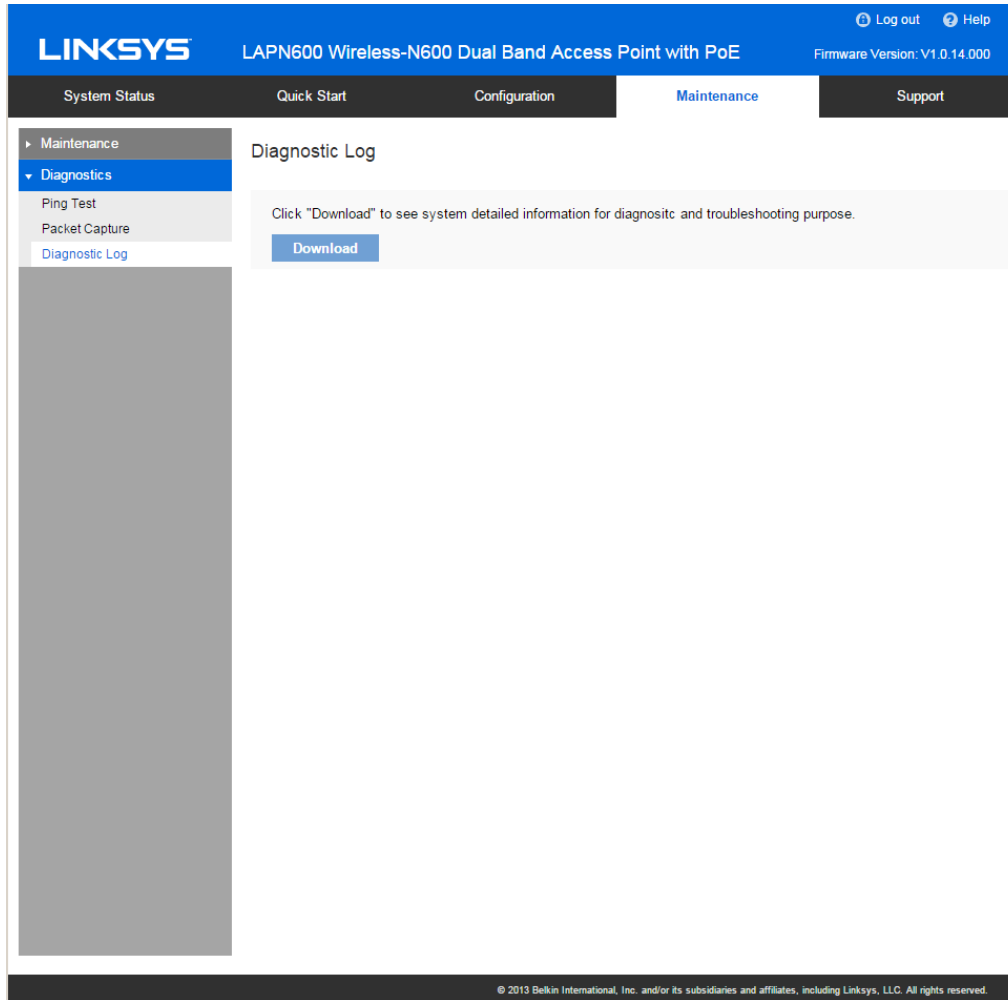 Log out
Help
LINKSYS
LAPN600 Wireless-N600 Dual Band Access Point with PoE
Firmware Version: V1.0.14.000
System Status
Quick Start
Configuration
Maintenance
Support
Maintenance
Diagnostics
Ping Test
Packet Capture
Diagnostic Log
Diagnostic Log
Click "Download" to see system detailed information for diagnositc and troubleshooting purpose.
Download
© 2013 Belkin International, Inc. and/or its subsidiaries and affiliates, including Linksys, LLC. All rights reserved.